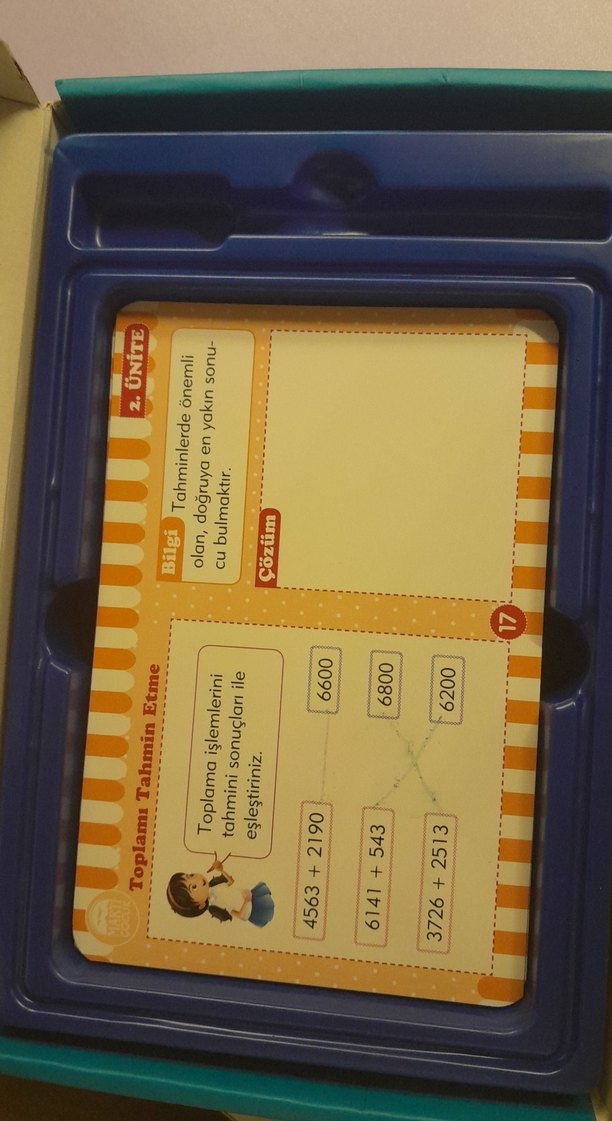 Toplamı Tahmin Etme
2. ÜNİTE
Toplama işlemlerini
tahmini sonuçları ile
eşleştiriniz.
4563 + 2190
6600
6141 + 543
6800
3726 + 2513
6200
Bilgi Tahminlerde önemli
olan, doğruya en yakın sonu-
cu bulmaktır.
Çözüm
17